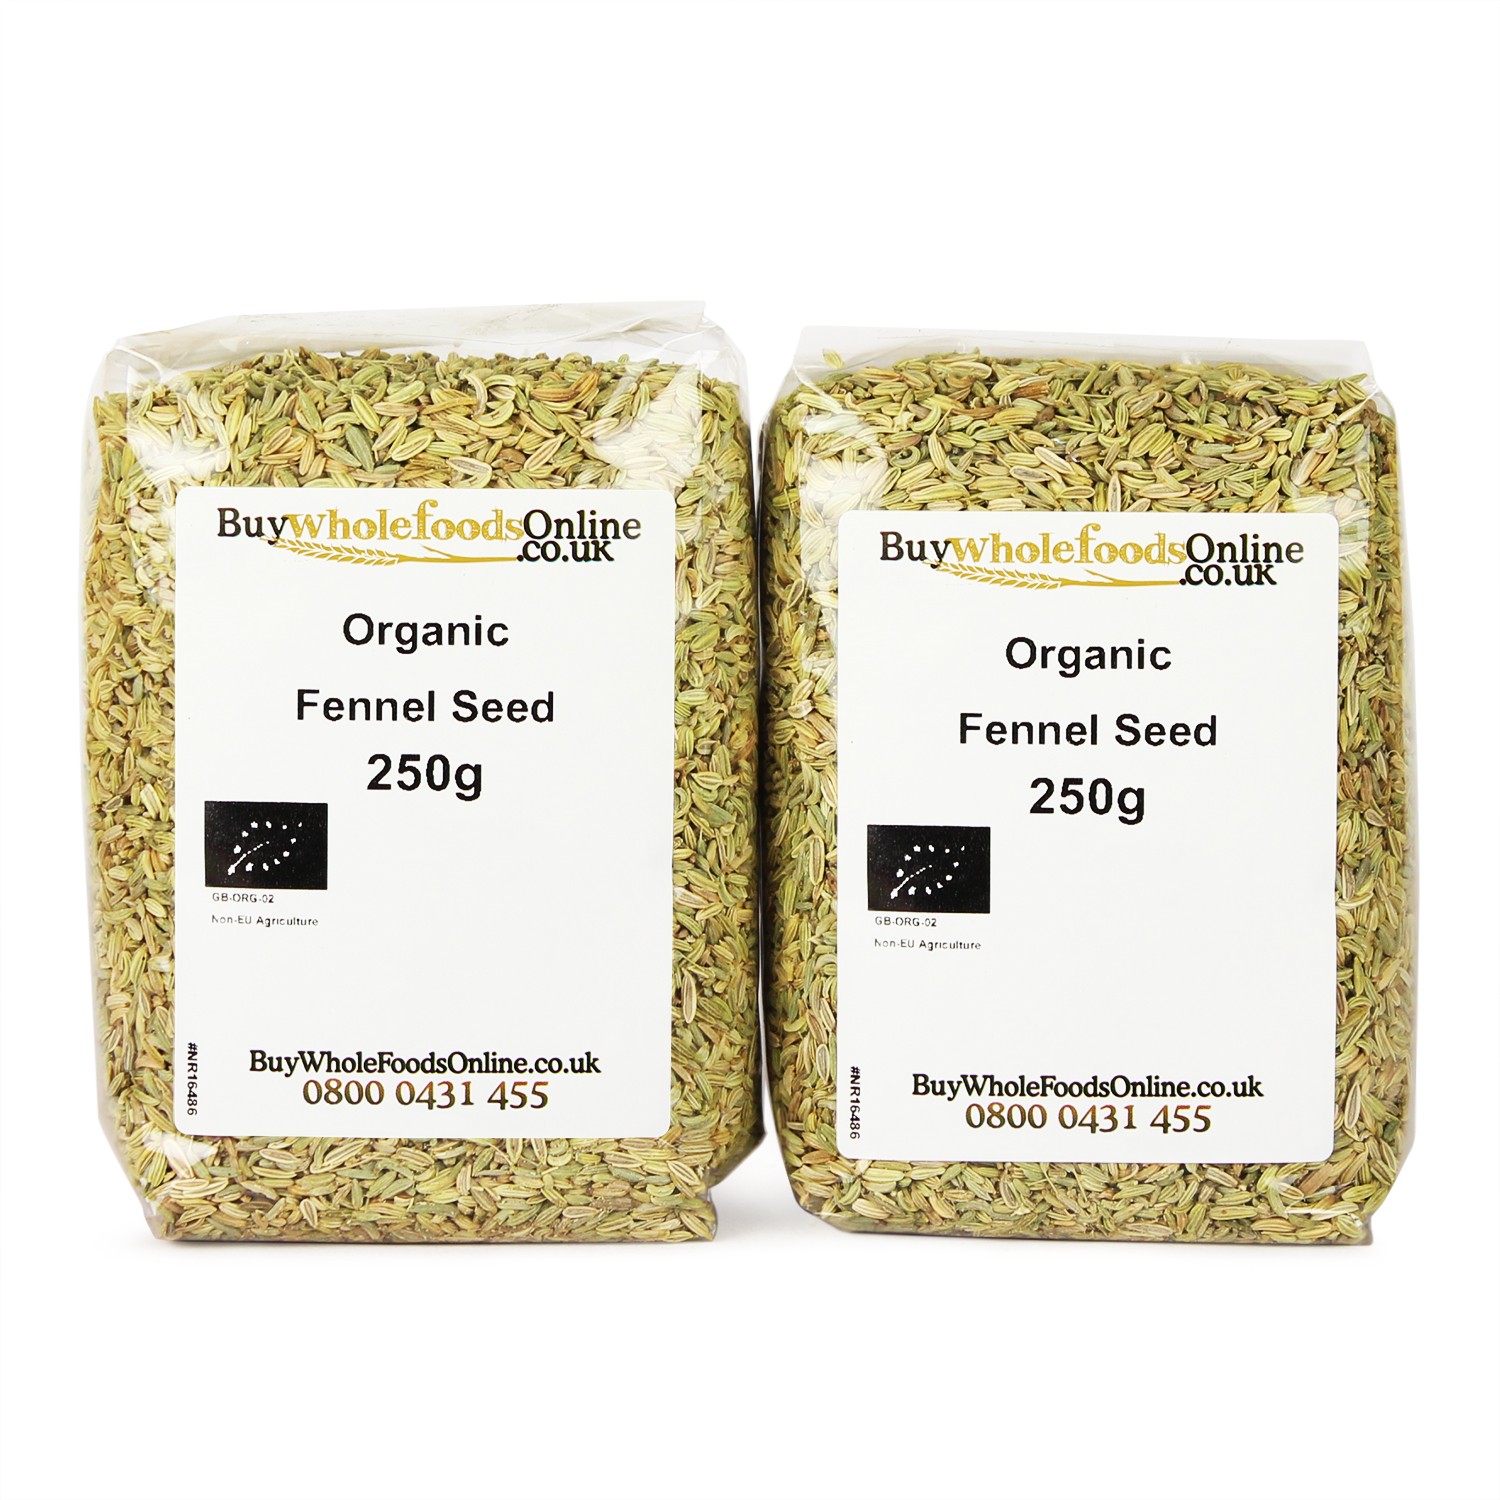 BuywholefoodsOnline
.co.uk
Organic
Fennel Seed
250g
GB-ORG-02
Non-EU Agriculture
#NR16486
BuyWholeFoodsOnline.co.uk
0800 0431 455
BuywholefoodsOnline
.co.uk
Organic
Fennel Seed
250g
GB-ORG-02
Non-EU Agriculture
#NR16486
BuyWholeFoodsOnline.co.uk
0800 0431 455